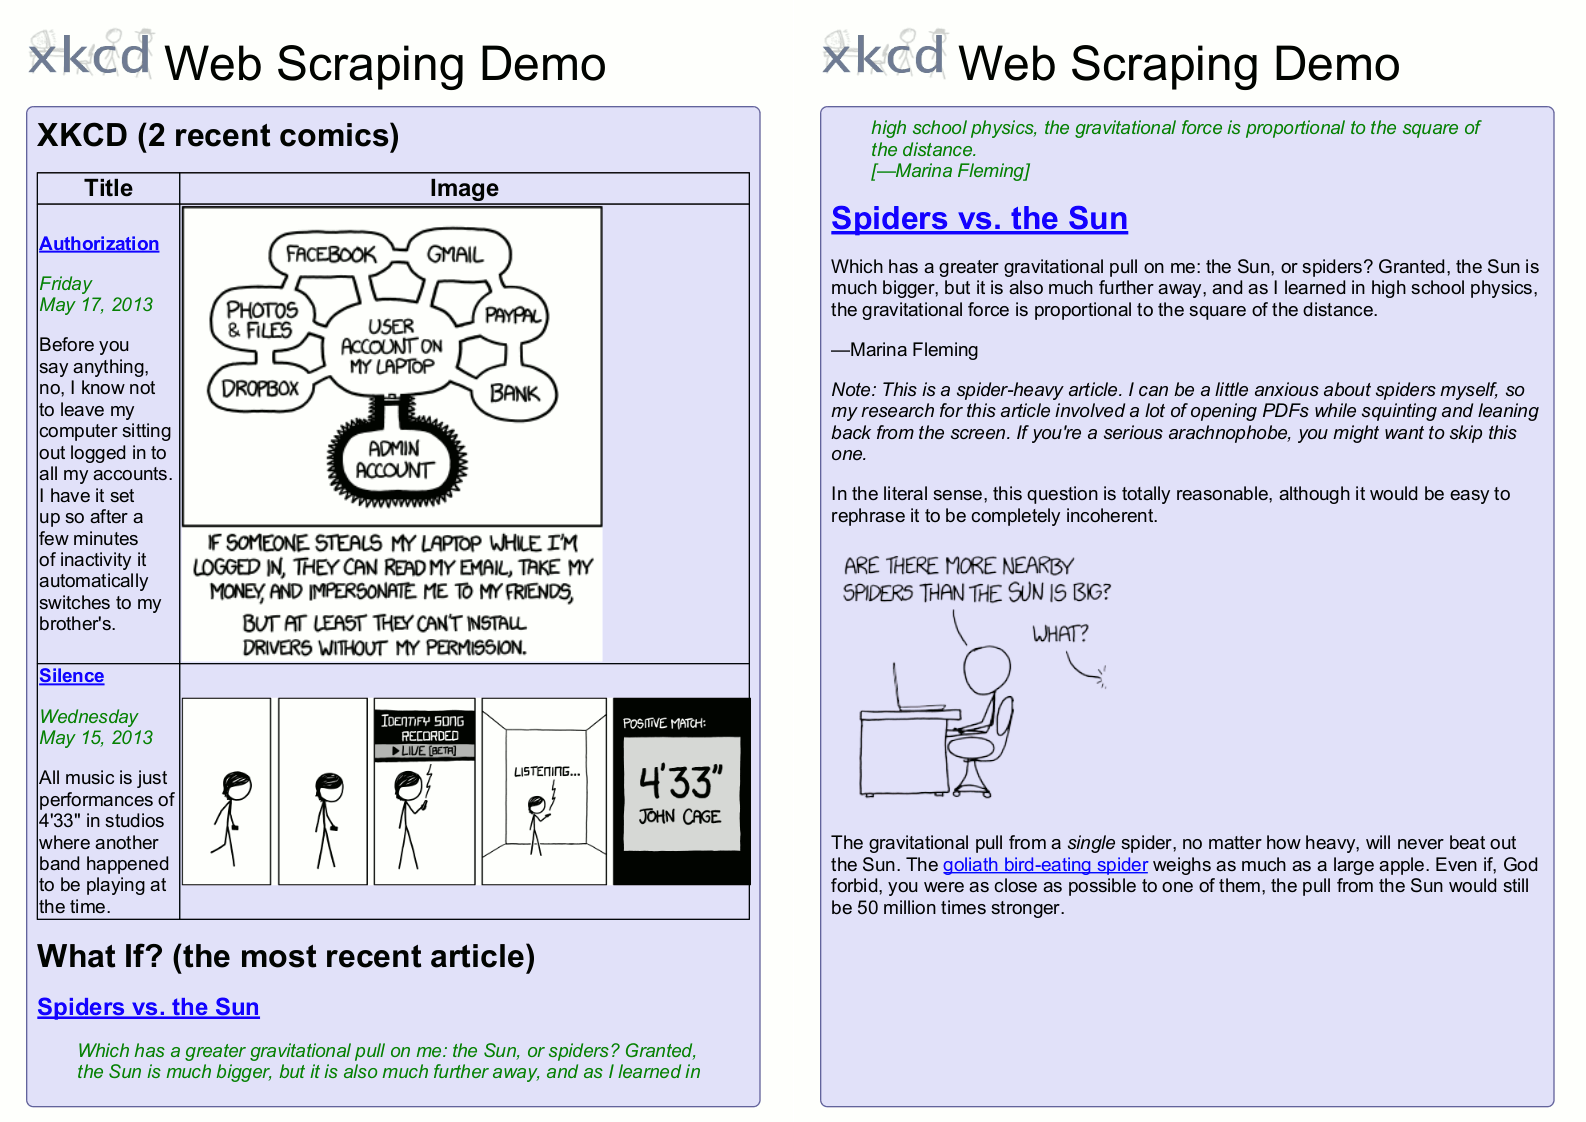 xkcd Web Scraping Demo
XKCD (2 recent comics)
Title Image
Authorization
Friday
May 17, 2013
Before you
say anything,
no, I know not
to leave my
computer sitting
out logged in to
all my accounts.
I have it set
up so after a
few minutes
of inactivity it
automatically
switches to my
brother's.
FACEBOOK
GMAIL
PHOTOS
& FILES
USER
ACCOUNT ON
MY LAPTOP
PAYPAL
DROPBOX
BANK
ADMIN
ACCOUNT
IF SOMEONE STEALS MY LAPTOP WHILE I'M
LOGGED IN, THEY CAN READ MY EMAIL, TAKE MY
MONEY, AND IMPERSONATE ME TO MY FRIENDS,
BUT AT LEAST THEY CAN'T INSTALL
DRIVERS WITHOUT MY PERMISSION.
Silence
Wednesday
May 15, 2013
All music is just
performances of
4'33" in studios
where another
band happened
to be playing at
the time.
IDENTIFY SONG
RECORDED
▶ LIVE [BETA]
LISTENING...
POSITIVE MATCH:
4'33"
JOHN CAGE
What If? (the most recent article)
Spiders vs. the Sun
Which has a greater gravitational pull on me: the Sun, or spiders? Granted,
the Sun is much bigger, but it is also much further away, and as I learned in
xkcd Web Scraping Demo
high school physics, the gravitational force is proportional to the square of
the distance.
[—Marina Fleming]
Spiders vs. the Sun
Which has a greater gravitational pull on me: the Sun, or spiders? Granted, the Sun is
much bigger, but it is also much further away, and as I learned in high school physics,
the gravitational force is proportional to the square of the distance.
—Marina Fleming
Note: This is a spider-heavy article. I can be a little anxious about spiders myself, so
my research for this article involved a lot of opening PDFs while squinting and leaning
back from the screen. If you're a serious arachnophobe, you might want to skip this
one.
In the literal sense, this question is totally reasonable, although it would be easy to
rephrase it to be completely incoherent.
ARE THERE MORE NEARBY
SPIDERS THAN THE SUN IS BIG?
WHAT?
The gravitational pull from a single spider, no matter how heavy, will never beat out
the Sun. The goliath bird-eating spider weighs as much as a large apple. Even if, God
forbid, you were as close as possible to one of them, the pull from the Sun would still
be 50 million times stronger.